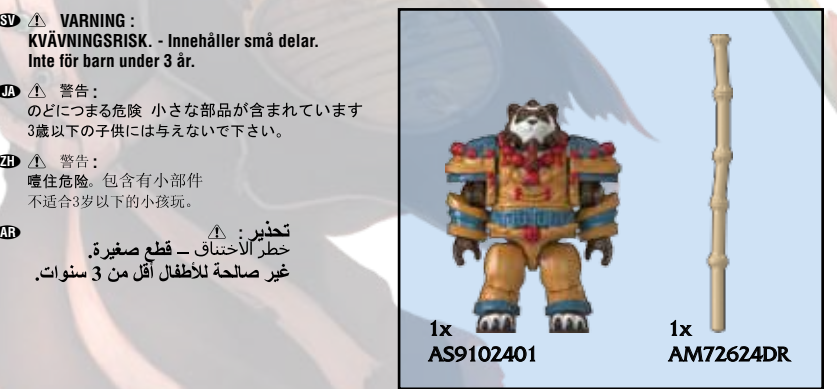 SV ⚠ VARNING :
KVÄVNINGSRISK. - Innehåller små delar.
Inte för barn under 3 år.
JA ⚠ 警告:
のどにつまる危険 小さな部品が含まれています
3歳以下の子供には与えないで下さい。
ZH ⚠ 警告:
噎住危险。包含有小部件
不适合3岁以下的小孩玩。
AR ⚠ تحذير :
خطر الاختناق – قطع صغيرة.
غير صالحة للأطفال أقل من 3 سنوات.
1x
AS9102401
1x
AM72624DR